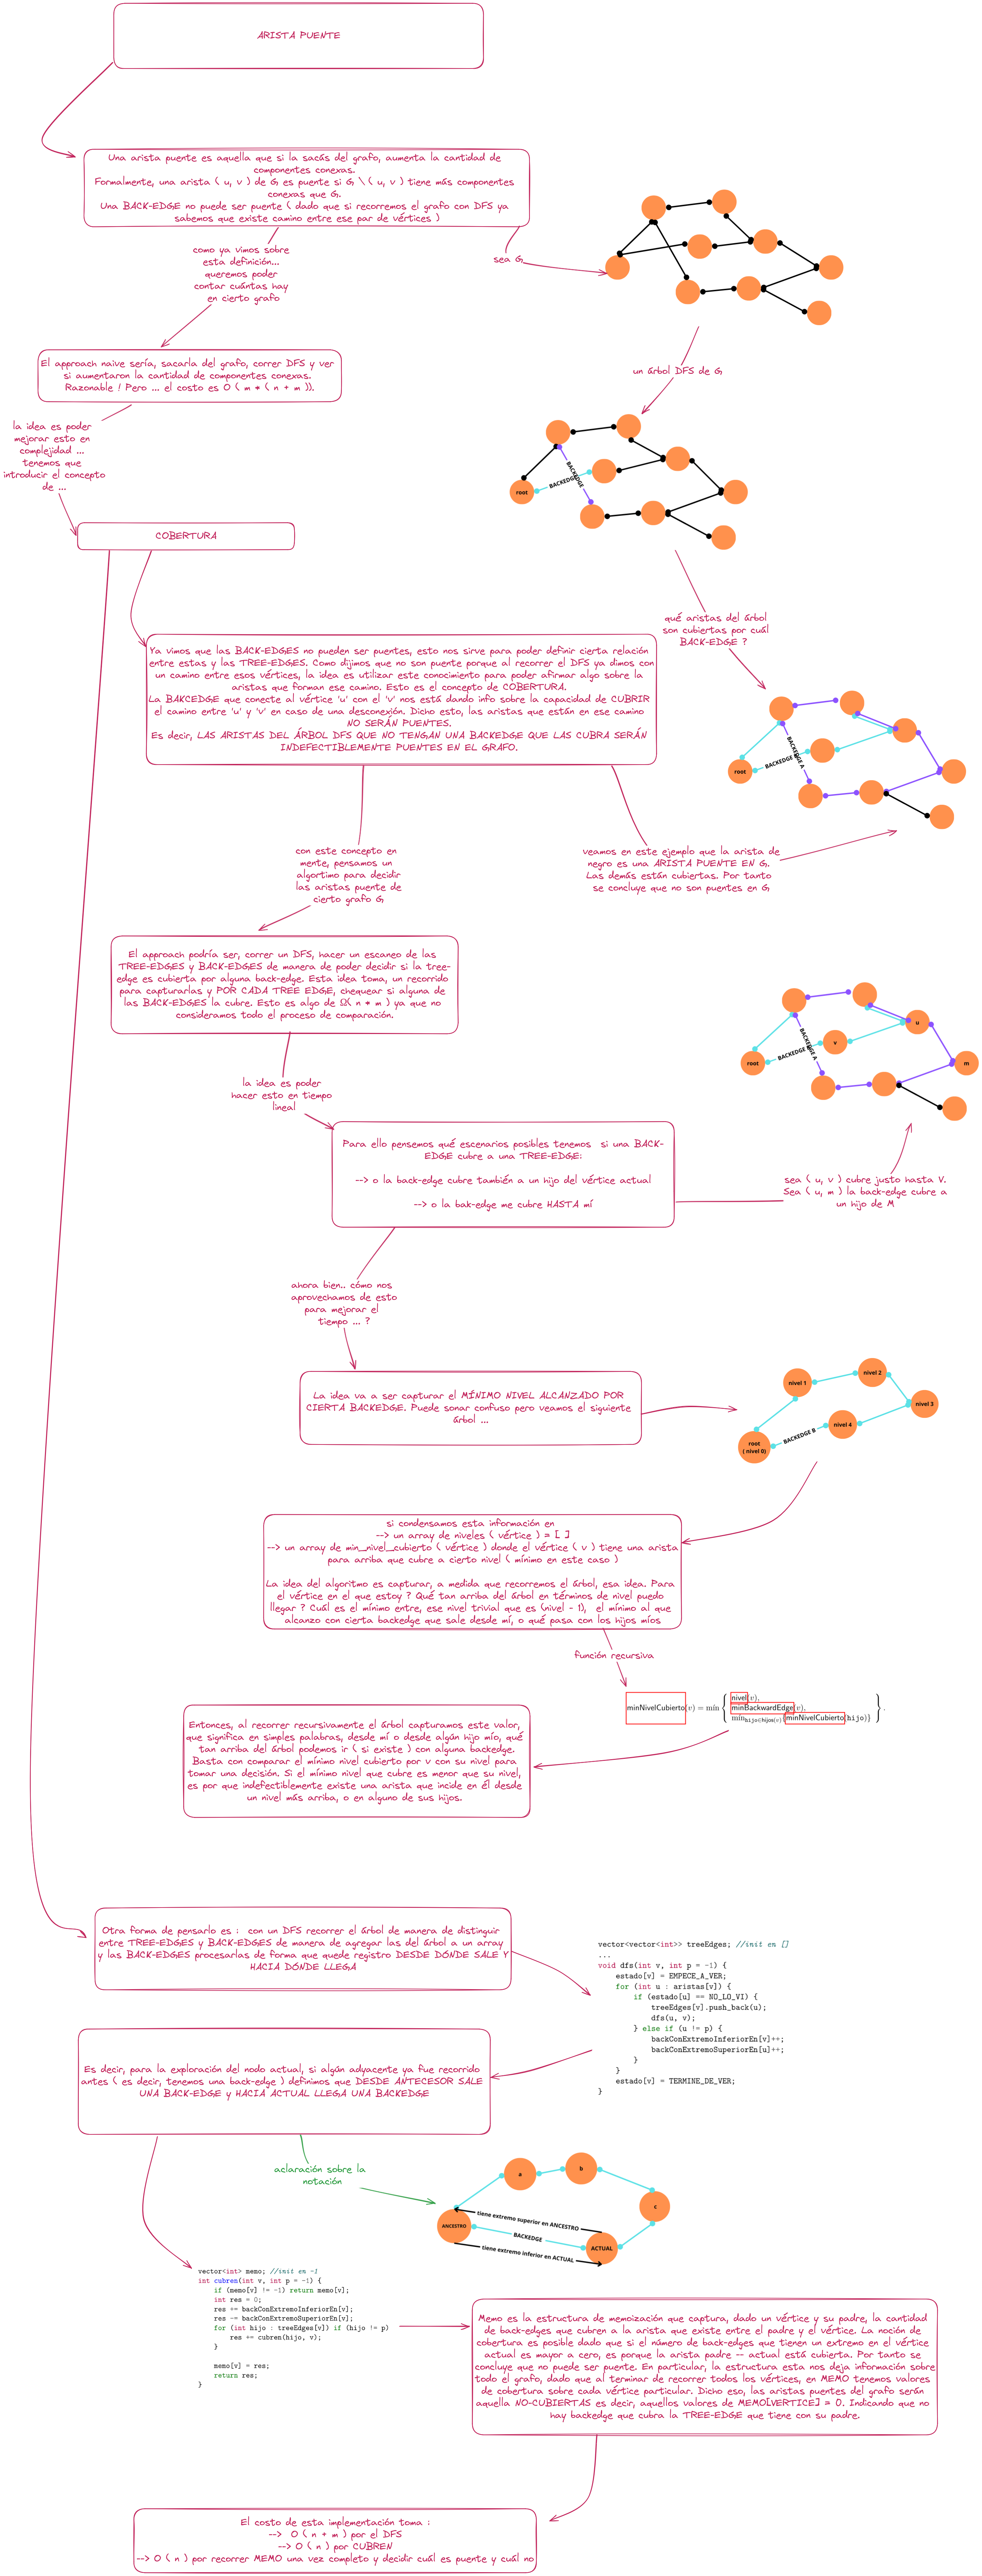 ARISTA PUENTE
Una arista puente es aquella que si la sacás del grafo, aumenta la cantidad de
componentes conexas.
Formalmente, una arista ( u, v ) de G es puente si G \ ( u, v ) tiene más componentes
conexas que G.
Una BACK-EDGE no puede ser puente ( dado que si recorremos el grafo con DFS ya
sabemos que existe camino entre ese par de vértices )
como ya vimos sobre
esta definición...
queremos poder
contar cuántas hay
en cierto grafo
sea G
El approach naive sería, sacarla del grafo, correr DFS y ver
si aumentaron la cantidad de componentes conexas.
Razonable ! Pero ... el costo es O ( m * ( n + m )).
un árbol DFS de G
la idea es poder
mejorar esto en
complejidad ...
tenemos que
introducir el concepto
de ...
root
BACKEDGE
BACKEDGE
COBERTURA
qué aristas del árbol
son cubiertas por cuál
BACK-EDGE ?
Ya vimos que las BACK-EDGES no pueden ser puentes, esto nos sirve para poder definir cierta relación
entre estas y las TREE-EDGES. Como dijimos que no son puente porque al recorrer el DFS ya dimos con
un camino entre esos vértices, la idea es utilizar este conocimiento para poder afirmar algo sobre la
aristas que forman ese camino. Esto es el concepto de COBERTURA.
La BAKCEDGE que conecte al vértice 'u' con el 'v' nos está dando info sobre la capacidad de CUBRIR
el camino entre 'u' y 'v' en caso de una desconexión. Dicho esto, las aristas que están en ese camino
NO SERÁN PUENTES.
Es decir, LAS ARISTAS DEL ÁRBOL DFS QUE NO TENGAN UNA BACKEDGE QUE LAS CUBRA SERÁN
INDEFECTIBLEMENTE PUENTES EN EL GRAFO.
root
BACKEDGE
BACKEDGE A
con este concepto en
mente, pensamos un
algortimo para decidir
las aristas puente de
cierto grafo G
veamos en este ejemplo que la arista de
negro es una ARISTA PUENTE EN G.
Las demás están cubiertas. Por tanto
se concluye que no son puentes en G
El approach podría ser, correr un DFS, hacer un escaneo de las
TREE-EDGES y BACK-EDGES de manera de poder decidir si la tree-
edge es cubierta por alguna back-edge. Esta idea toma, un recorrido
para capturarlas y POR CADA TREE EDGE, chequear si alguna de
las BACK-EDGES la cubre. Esto es algo de Ω( n * m ) ya que no
consideramos todo el proceso de comparación.
root
BACKEDGE
BACKEDGE A
u
v
m
la idea es poder
hacer esto en tiempo
lineal
Para ello pensemos qué escenarios posibles tenemos si una BACK-
EDGE cubre a una TREE-EDGE:
--> o la back-edge cubre también a un hijo del vértice actual
--> o la bak-edge me cubre HASTA mí
sea ( u, v ) cubre justo hasta V.
Sea ( u, m ) la back-edge cubre a
un hijo de M
ahora bien.. cómo nos
aprovechamos de esto
para mejorar el
tiempo ... ?
La idea va a ser capturar el MÍNIMO NIVEL ALCANZADO POR
CIERTA BACKEDGE. Puede sonar confuso pero veamos el siguiente
árbol ...
nivel 1
nivel 2
nivel 3
nivel 4
root
( nivel 0)
BACKEDGE B
si condensamos esta información en
--> un array de niveles ( vértice ) = [ ]
--> un array de min_nivel_cubierto ( vértice ) donde el vértice ( v ) tiene una arista
para arriba que cubre a cierto nivel ( mínimo en este caso )
La idea del algoritmo es capturar, a medida que recorremos el árbol, esa idea. Para
el vértice en el que estoy ? Qué tan arriba del árbol en términos de nivel puedo
llegar ? Cuál es el mínimo entre, ese nivel trivial que es (nivel - 1), el mínimo al que
alcanzo con cierta backedge que sale desde mí, o qué pasa con los hijos míos
función recursiva
minNivelCubierto(v) = mín { nivel(v),
minBackwardEdge(v),
mín hijo∈hijos(v){minNivelCubierto(hijo)} } .
Entonces, al recorrer recursivamente el árbol capturamos este valor,
que significa en simples palabras, desde mí o desde algún hijo mío, qué
tan arriba del árbol podemos ir ( si existe ) con alguna backedge.
Basta con comparar el mínimo nivel cubierto por v con su nivel para
tomar una decisión. Si el mínimo nivel que cubre es menor que su nivel,
es por que indefectiblemente existe una arista que incide en él desde
un nivel más arriba, o en alguno de sus hijos.
Otra forma de pensarlo es : con un DFS recorrer el árbol de manera de distinguir
entre TREE-EDGES y BACK-EDGES de manera de agregar las del árbol a un array
y las BACK-EDGES procesarlas de forma que quede registro DESDE DÓNDE SALE Y
HACIA DÓNDE LLEGA
vector<vector<int>> treeEdges; //init en []
...
void dfs(int v, int p = -1) {
estado[v] = EMPECE_A_VER;
for (int u : aristas[v]) {
if (estado[u] == NO_LO_VI) {
treeEdges[v].push_back(u);
dfs(u, v);
} else if (u != p) {
backConExtremoInferiorEn[v]++;
backConExtremoSuperiorEn[u]++;
}
}
estado[v] = TERMINE_DE_VER;
}
Es decir, para la exploración del nodo actual, si algún adyacente ya fue recorrido
antes ( es decir, tenemos una back-edge ) definimos que DESDE ANTECESOR SALE
UNA BACK-EDGE y HACIA ACTUAL LLEGA UNA BACKEDGE
aclaración sobre la
notación
a
b
c
ANCESTRO
ACTUAL
tiene extremo superior en ANCESTRO
BACKEDGE
tiene extremo inferior en ACTUAL
vector<int> memo; //init en -1
int cubren(int v, int p = -1) {
if (memo[v] != -1) return memo[v];
int res = 0;
res += backConExtremoInferiorEn[v];
res -= backConExtremoSuperiorEn[v];
for (int hijo : treeEdges[v]) if (hijo != p)
res += cubren(hijo, v);
}
memo[v] = res;
return res;
}
Memo es la estructura de memoización que captura, dado un vértice y su padre, la cantidad
de back-edges que cubren a la arista que existe entre el padre y el vértice. La noción de
cobertura es posible dado que si el número de back-edges que tienen un extremo en el vértice
actual es mayor a cero, es porque la arista padre -- actual está cubierta. Por tanto se
concluye que no puede ser puente. En particular, la estructura esta nos deja información sobre
todo el grafo, dado que al terminar de recorrer todos los vértices, en MEMO tenemos valores
de cobertura sobre cada vértice particular. Dicho eso, las aristas puentes del grafo serán
aquella NO-CUBIERTAS es decir, aquellos valores de MEMO[VERTICE] = 0. Indicando que no
hay backedge que cubra la TREE-EDGE que tiene con su padre.
El costo de esta implementación toma :
--> O ( n + m ) por el DFS
--> O ( n ) por CUBREN
--> O ( n ) por recorrer MEMO una vez completo y decidir cuál es puente y cuál no